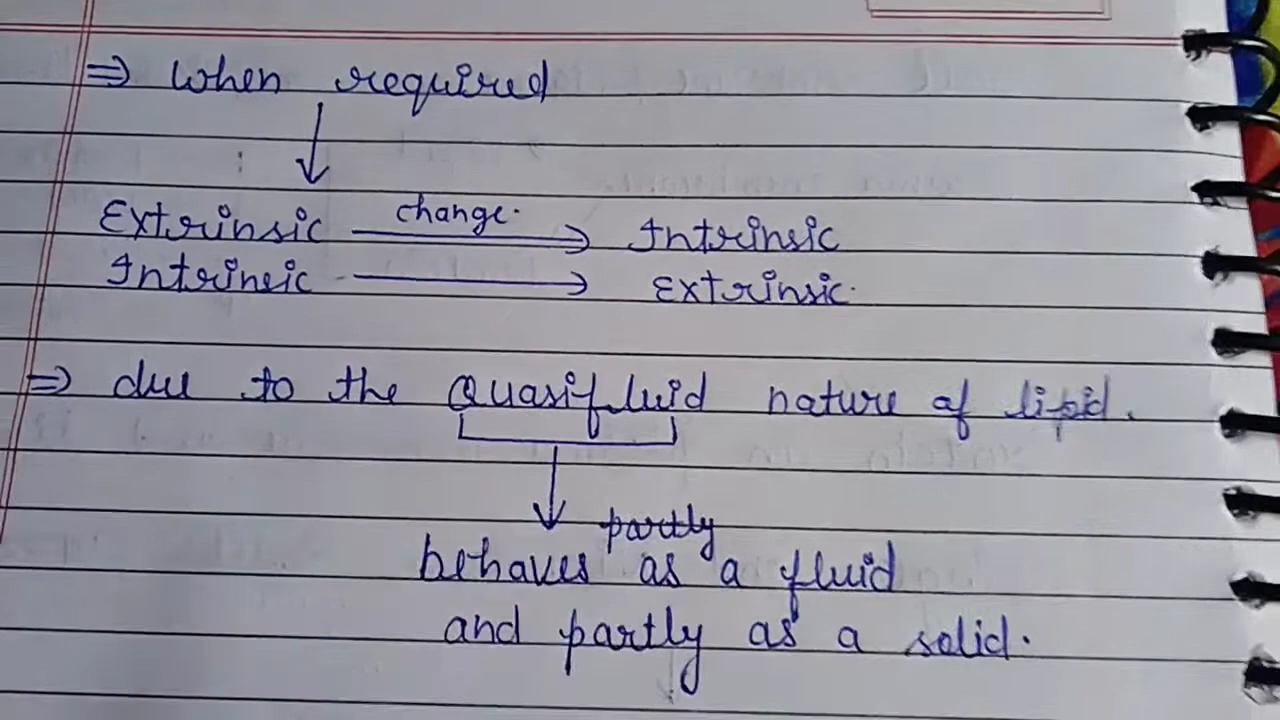 ⇒ When required
↓
Extrinsic change. ⟹ Intrinsic
Intrinsic ⟶ Extrinsic.
⇒ due to the Quasifluid nature of lipid.
↓
partly
behaves as a fluid
and partly as a solid.